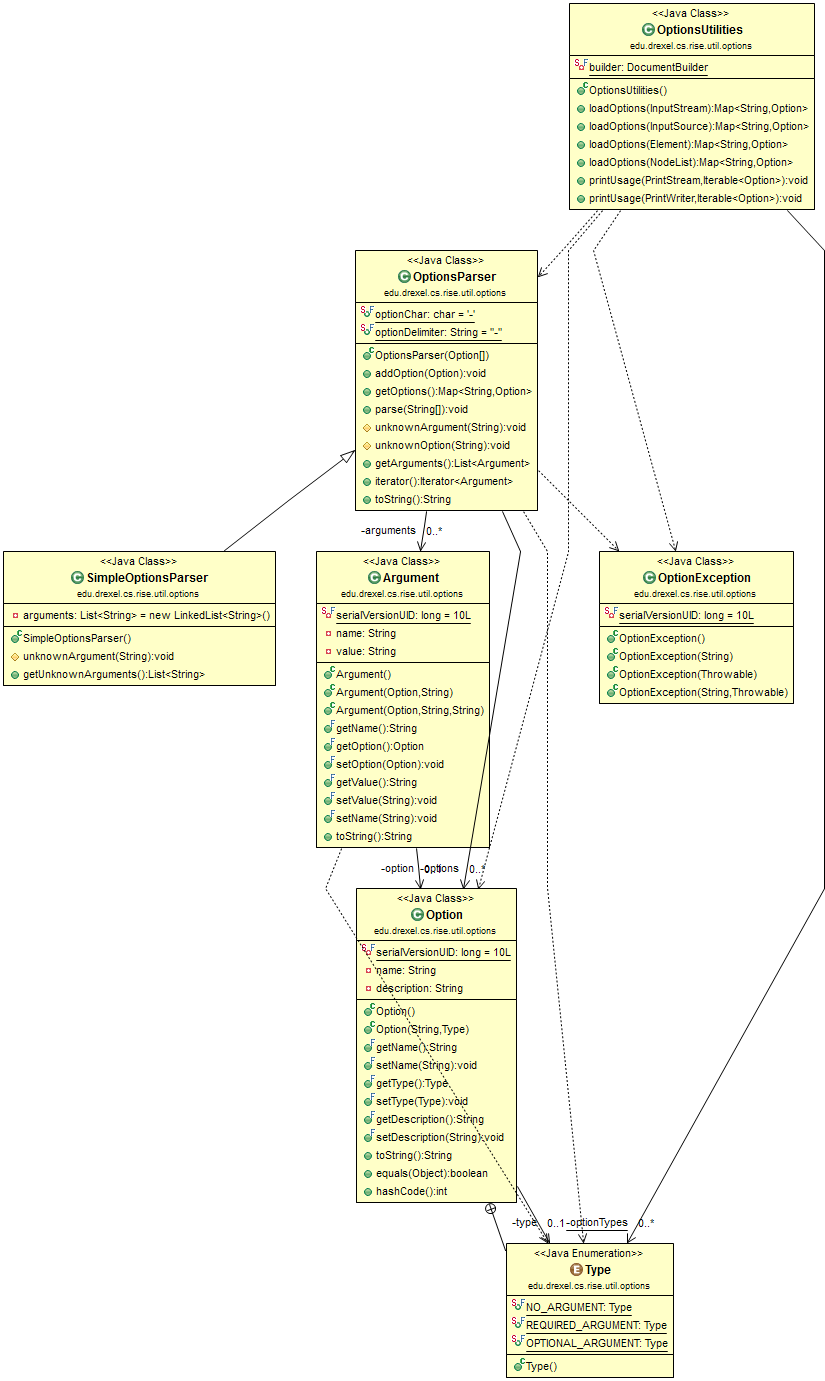 <<Java Class>>
OptionsUtilities
edu.drexel.cs.rise.util.options
builder: DocumentBuilder
OptionsUtilities()
loadOptions(InputStream):Map<String,Option>
loadOptions(InputSource):Map<String,Option>
loadOptions(Element):Map<String,Option>
loadOptions(NodeList):Map<String,Option>
printUsage(PrintStream,Iterable<Option>):void
printUsage(PrintWriter,Iterable<Option>):void
<<Java Class>>
OptionsParser
edu.drexel.cs.rise.util.options
optionChar: char = '-'
optionDelimiter: String = "-"
OptionsParser(Option[])
addOption(Option):void
getOptions():Map<String,Option>
parse(String[]):void
unknownArgument(String):void
unknownOption(String):void
getArguments():List<Argument>
iterator():Iterator<Argument>
toString():String
-arguments 0..*
<<Java Class>>
SimpleOptionsParser
edu.drexel.cs.rise.util.options
arguments: List<String> = new LinkedList<String>()
SimpleOptionsParser()
unknownArgument(String):void
getUnknownArguments():List<String>
<<Java Class>>
Argument
edu.drexel.cs.rise.util.options
serialVersionUID: long = 10L
name: String
value: String
Argument()
Argument(Option,String)
Argument(Option,String,String)
getName():String
getOption():Option
setOption(Option):void
getValue():String
setValue(String):void
setName(String):void
toString():String
<<Java Class>>
OptionException
edu.drexel.cs.rise.util.options
serialVersionUID: long = 10L
OptionException()
OptionException(String)
OptionException(Throwable)
OptionException(String,Throwable)
-option 0..1 -options 0..*
<<Java Class>>
Option
edu.drexel.cs.rise.util.options
serialVersionUID: long = 10L
name: String
description: String
Option()
Option(String,Type)
getName():String
setName(String):void
getType():Type
setType(Type):void
getDescription():String
setDescription(String):void
toString():String
equals(Object):boolean
hashCode():int
-type 0..1 -optionTypes 0..*
<<Java Enumeration>>
Type
edu.drexel.cs.rise.util.options
NO_ARGUMENT: Type
REQUIRED_ARGUMENT: Type
OPTIONAL_ARGUMENT: Type
Type()